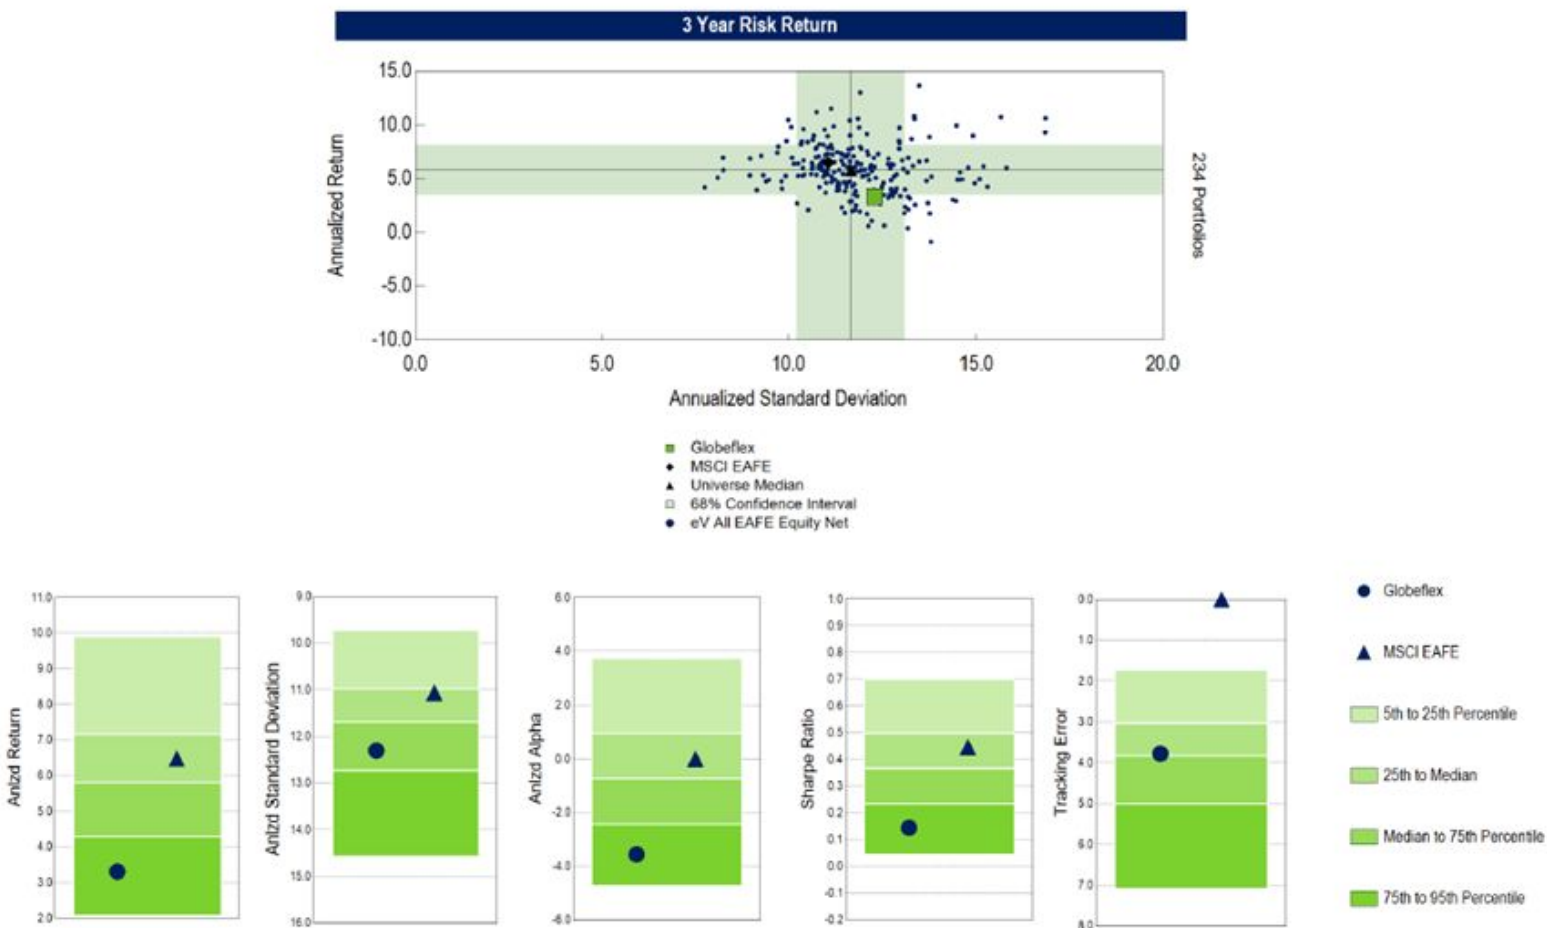 3 Year Risk Return
15.0
10.0
5.0
0.0
-5.0
-10.0
Annualized Return
0.0 5.0 10.0 15.0 20.0
Annualized Standard Deviation
234 Portfolios
Globeflex
MSCI EAFE
Universe Median
68% Confidence Interval
eV All EAFE Equity Net
Anlzd Return
11.0
10.0
9.0
8.0
7.0
6.0
5.0
4.0
3.0
2.0
Anlzd Standard Deviation
9.0
10.0
11.0
12.0
13.0
14.0
15.0
16.0
Anlzd Alpha
6.0
4.0
2.0
0.0
-2.0
-4.0
-6.0
Sharpe Ratio
1.0
0.9
0.8
0.7
0.6
0.5
0.4
0.3
0.2
0.1
0.0
-0.1
-0.2
Tracking Error
0.0
1.0
2.0
3.0
4.0
5.0
6.0
7.0
8.0
Globeflex
MSCI EAFE
5th to 25th Percentile
25th to Median
Median to 75th Percentile
75th to 95th Percentile